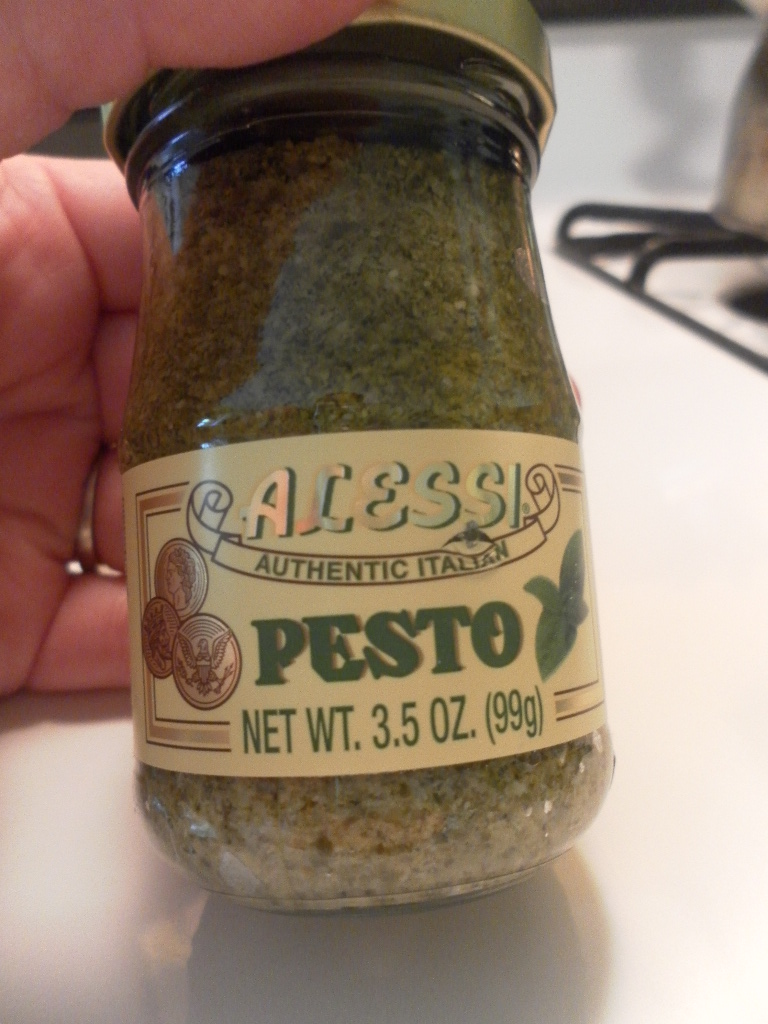 ALESSI®
AUTHENTIC ITALIAN
PESTO
NET WT. 3.5 OZ. (99g)